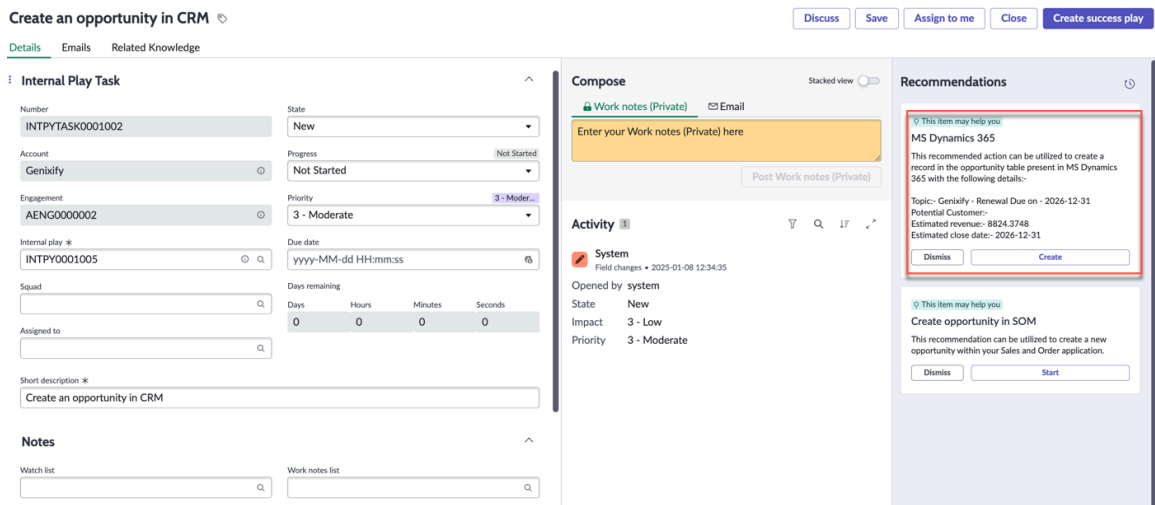 Create an opportunity in CRM
Discuss
Save
Assign to me
Close
Create success play
Details
Emails
Related Knowledge
Internal Play Task
Number
INTPYTASK0001002
State
New
Account
Genixify
Progress
Not Started
Not Started
Engagement
AENG0000002
Priority
3 - Moder...
3 - Moderate
Internal play *
INTPY0001005
Due date
yyyy-MM-dd HH:mm:ss
Squad
Days remaining
Days Hours Minutes Seconds
0 0 0 0
Assigned to
Short description *
Create an opportunity in CRM
Notes
Watch list
Work notes list
Compose
Stacked view
Work notes (Private)
Email
Enter your Work notes (Private) here
Post Work notes (Private)
Activity 1
System
Field changes • 2025-01-08 12:34:35
Opened by system
State New
Impact 3 - Low
Priority 3 - Moderate
Recommendations
This item may help you
MS Dynamics 365
This recommended action can be utilized to create a
record in the opportunity table present in MS Dynamics
365 with the following details:-
Topic:- Genixify - Renewal Due on - 2026-12-31
Potential Customer:-
Estimated revenue:- 8824.3748
Estimated close date:- 2026-12-31
Dismiss
Create
This item may help you
Create opportunity in SOM
This recommendation can be utilized to create a new
opportunity within your Sales and Order application.
Dismiss
Start